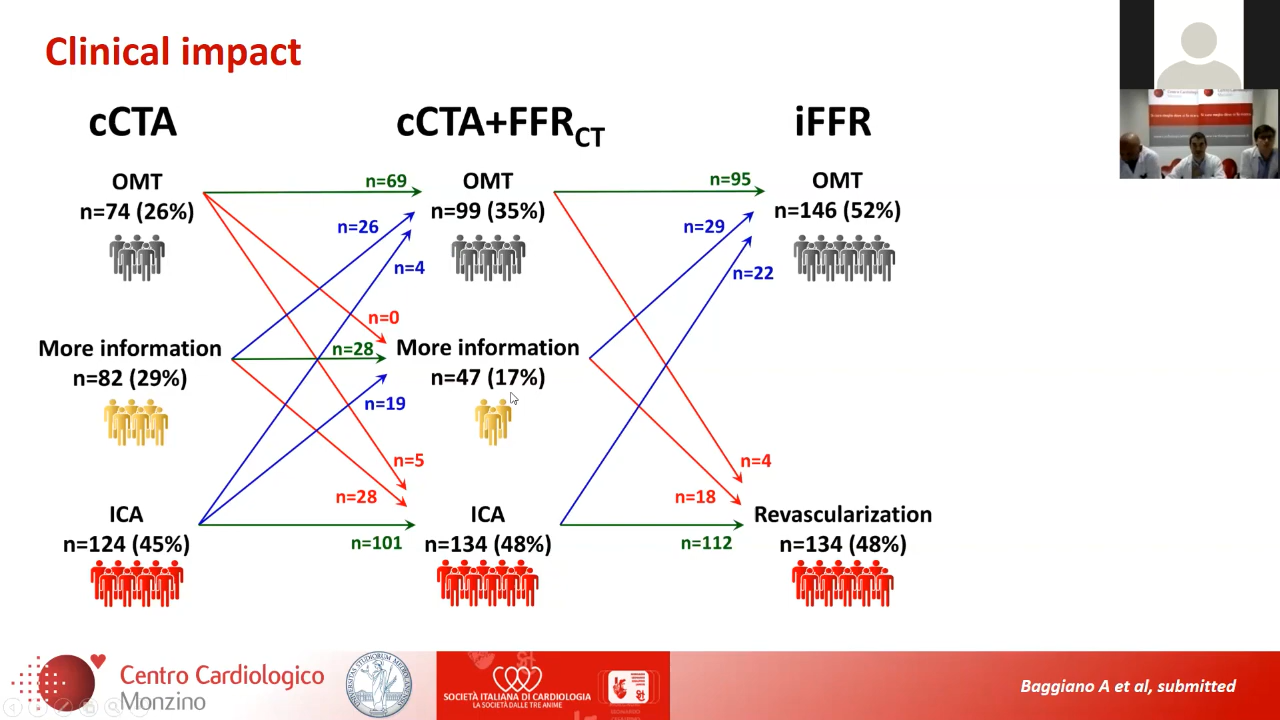 Clinical impact
cCTA
cCTA+FFRCT
iFFR
OMT
n=74 (26%)
n=69
OMT
n=99 (35%)
n=95
OMT
n=146 (52%)
n=26
n=4
n=29
n=22
n=0
More information
n=82 (29%)
n=28
More information
n=47 (17%)
n=19
n=5
n=28
n=4
n=18
ICA
n=124 (45%)
n=101
ICA
n=134 (48%)
n=112
Revascularization
n=134 (48%)
Centro Cardiologico
Monzino
SOCIETÀ ITALIANA DI CARDIOLOGIA
LA SOCIETÀ DALLE TRE ANIME
Baggiano A et al, submitted